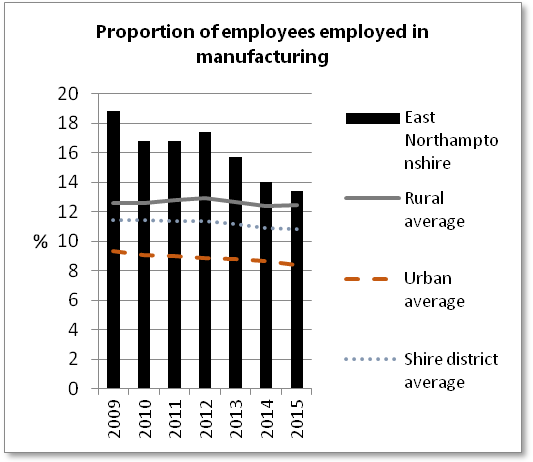 Proportion of employees employed in
manufacturing
20
18
16
14
12
10
8
6
4
2
0
%
2009
2010
2011
2012
2013
2014
2015
East
Northampto
nshire
Rural
average
Urban
average
Shire district
average